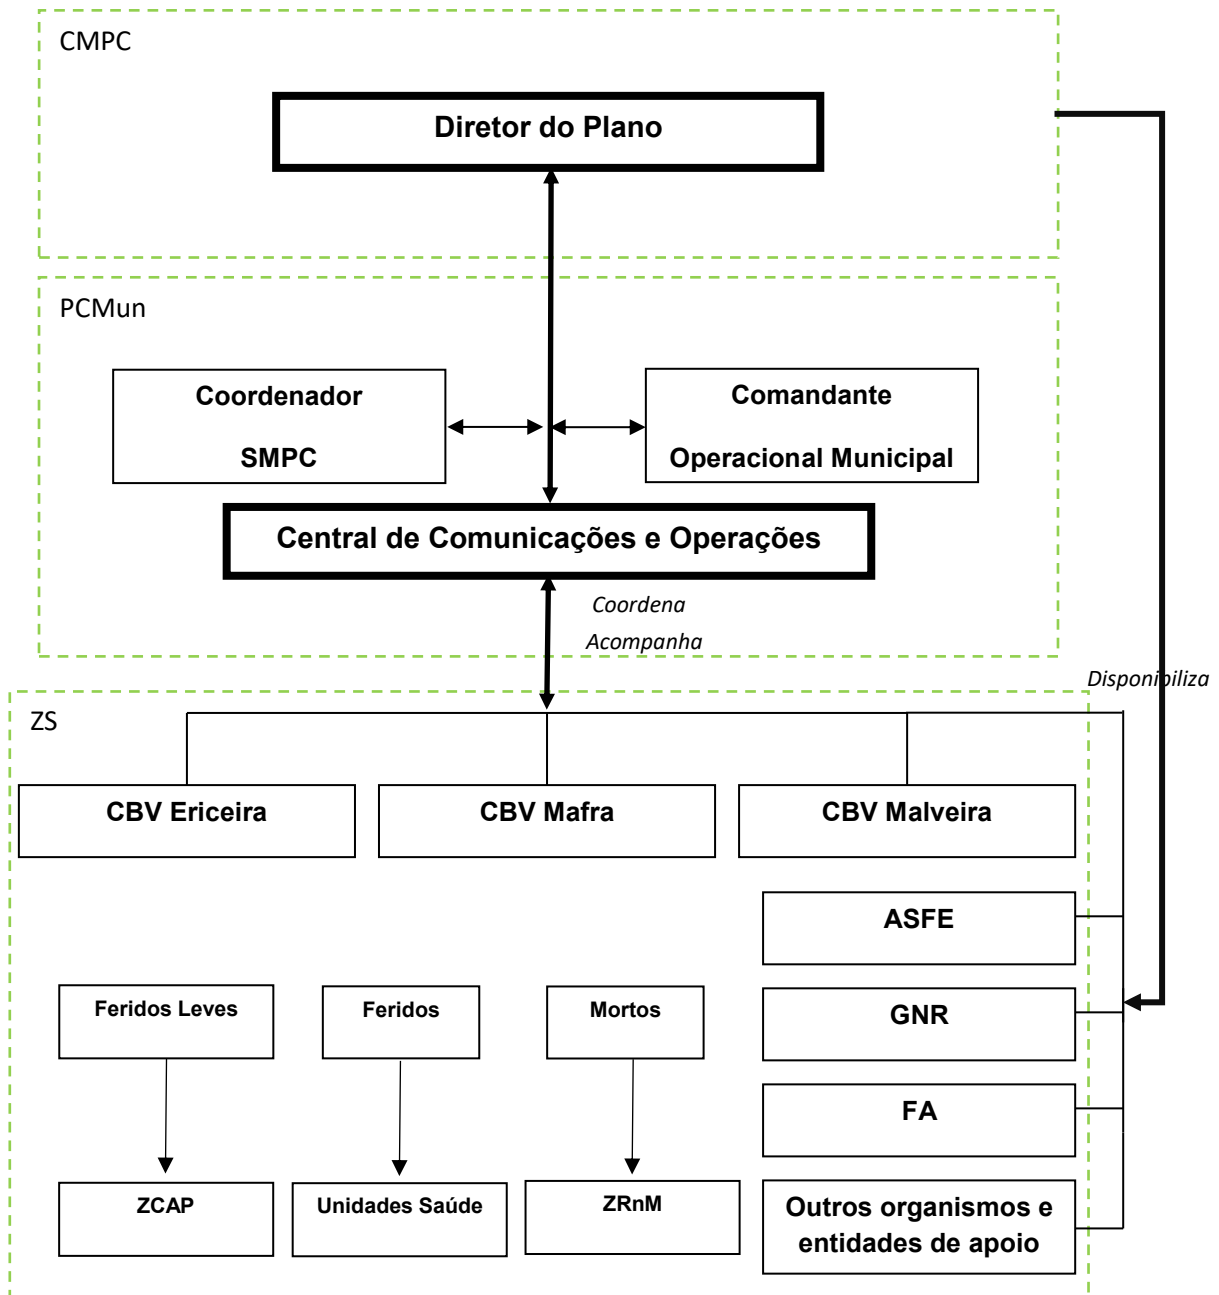 CMPC
Diretor do Plano
PCMun
Coordenador
SMPC
Comandante
Operacional Municipal
Central de Comunicações e Operações
Coordena
Acompanha
Disponibiliza
ZS
CBV Ericeira
CBV Mafra
CBV Malveira
ASFE
Feridos Leves
Feridos
Mortos
GNR
FA
ZCAP
Unidades Saúde
ZRnM
Outros organismos e
entidades de apoio